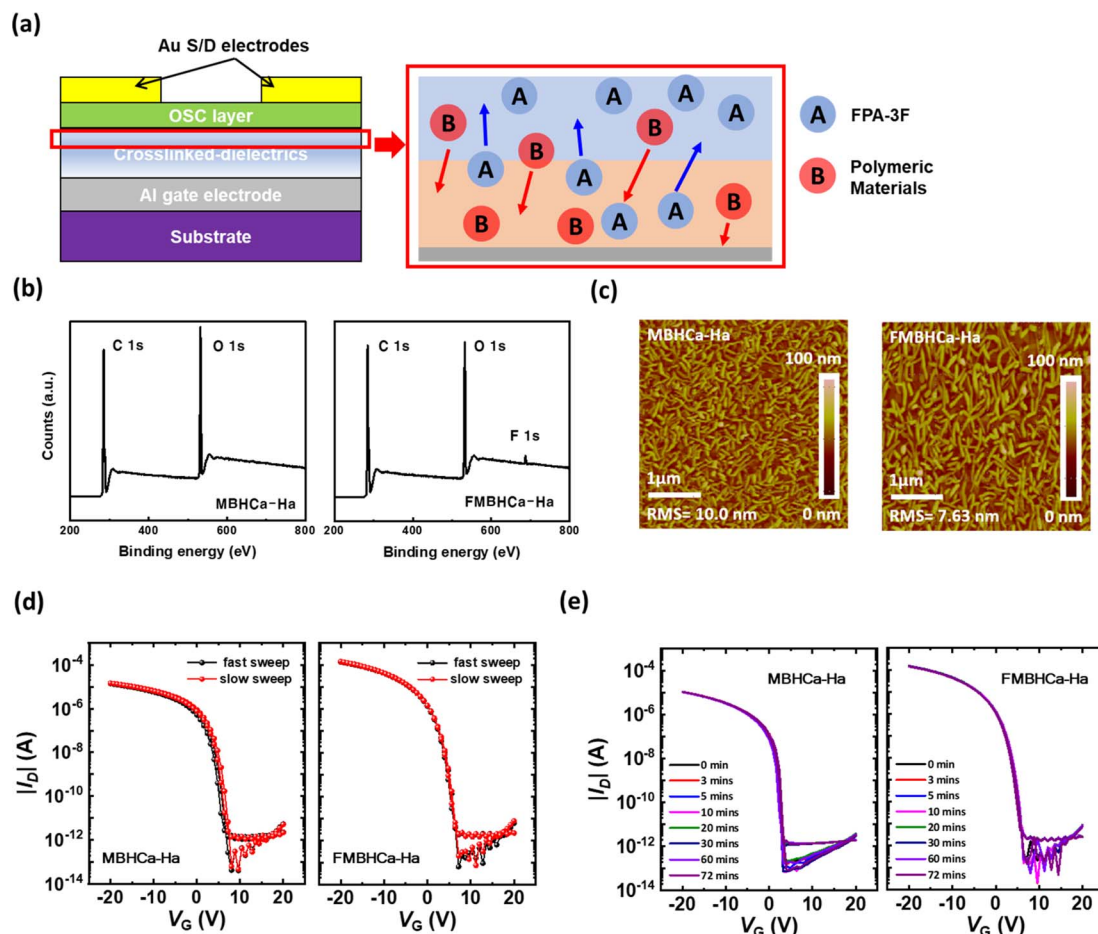 (a)
Au S/D electrodes
OSC layer
Crosslinked-dielectrics
Al gate electrode
Substrate
A A A A
B B
A B A A
B B A A B
A FPA-3F
B Polymeric
Materials
(b)
Counts (a.u.)
C 1s
O 1s
MBHCa-Ha
200 400 600 800
Binding energy (eV)
C 1s
O 1s
F 1s
FMBHCa-Ha
200 400 600 800
Binding energy (eV)
(c)
MBHCa-Ha
100 nm
1μm
RMS= 10.0 nm
0 nm
FMBHCa-Ha
100 nm
1μm
RMS= 7.63 nm
0 nm
(d)
|I_D| (A)
10^-4
10^-6
10^-8
10^-10
10^-12
10^-14
fast sweep
slow sweep
MBHCa-Ha
-20 -10 0 10 20
V_G (V)
fast sweep
slow sweep
FMBHCa-Ha
-20 -10 0 10 20
V_G (V)
(e)
|I_D| (A)
10^-4
10^-6
10^-8
10^-10
10^-12
10^-14
MBHCa-Ha
0 min
3 mins
5 mins
10 mins
20 mins
30 mins
60 mins
72 mins
-20 -10 0 10 20
V_G (V)
FMBHCa-Ha
0 min
3 mins
5 mins
10 mins
20 mins
30 mins
60 mins
72 mins
-20 -10 0 10 20
V_G (V)